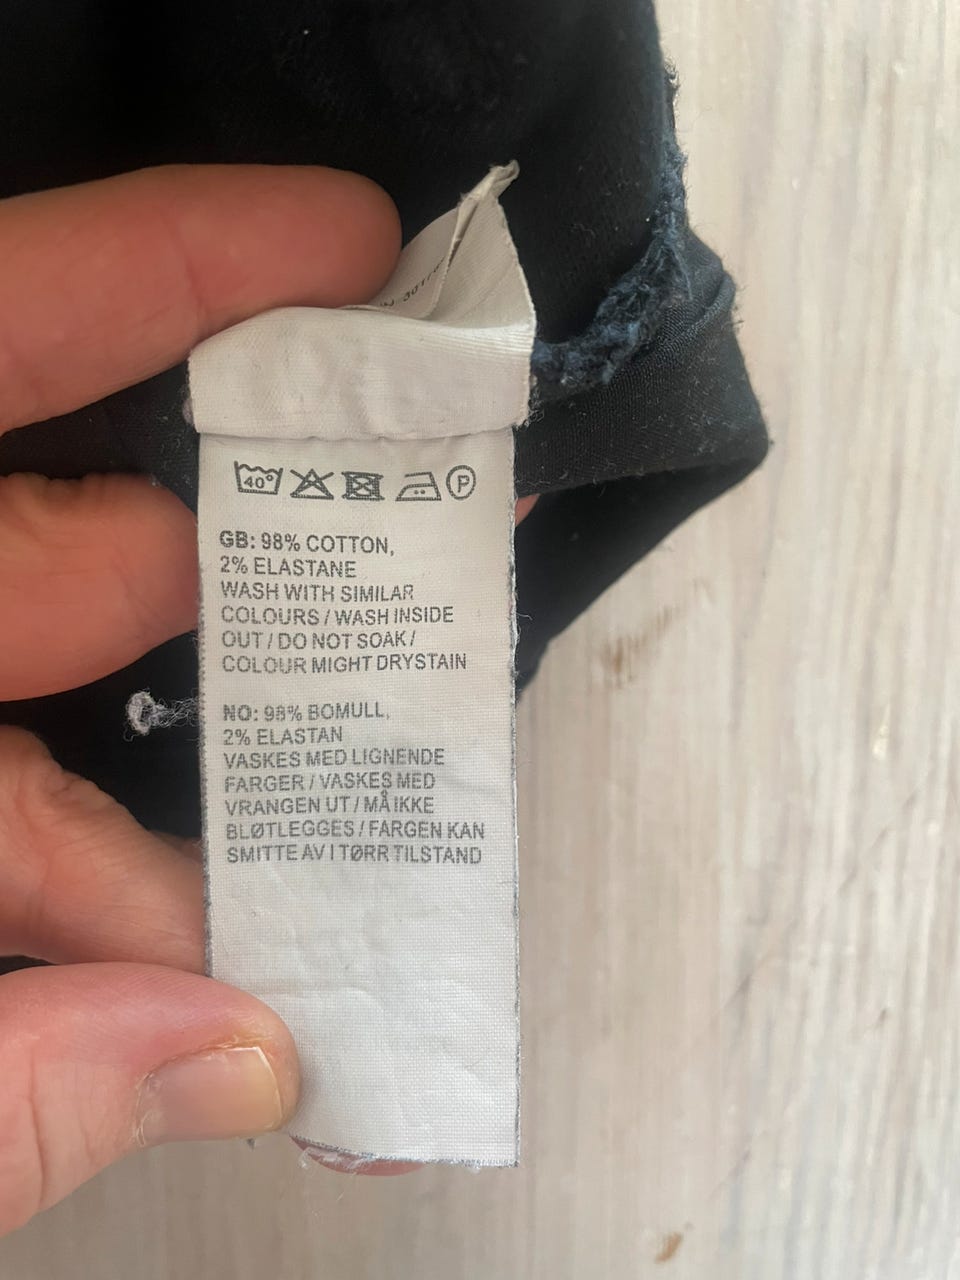 40°
P
GB: 98% COTTON,
2% ELASTANE
WASH WITH SIMILAR
COLOURS / WASH INSIDE
OUT / DO NOT SOAK /
COLOUR MIGHT DRYSTAIN
NO: 98% BOMULL,
2% ELASTAN
VASKES MED LIGNENDE
FARGER / VASKES MED
VRANGEN UT / MÅ IKKE
BLØTLEGGES / FARGEN KAN
SMITTE AV I TØRR TILSTAND